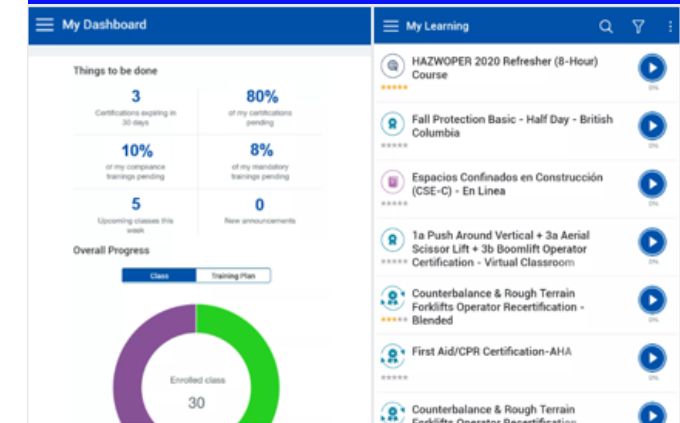 My Dashboard
Things to be done
3
Certifications expiring in
30 days
80%
of my certifications
pending
10%
of my compliance
trainings pending
8%
of my mandatory
trainings pending
5
Upcoming classes this
week
0
New announcements
Overall Progress
Class
Training Plan
Enrolled class
30
My Learning
HAZWOPER 2020 Refresher (8-Hour)
Course
0%
Fall Protection Basic - Half Day - British
Columbia
0%
Espacios Confinados en Construcción
(CSE-C) - En Linea
0%
1a Push Around Vertical + 3a Aerial
Scissor Lift + 3b Boomlift Operator
Certification - Virtual Classroom
0%
Counterbalance & Rough Terrain
Forklifts Operator Recertification -
Blended
0%
First Aid/CPR Certification-AHA
0%
Counterbalance & Rough Terrain
Forklifts Operator Recertification